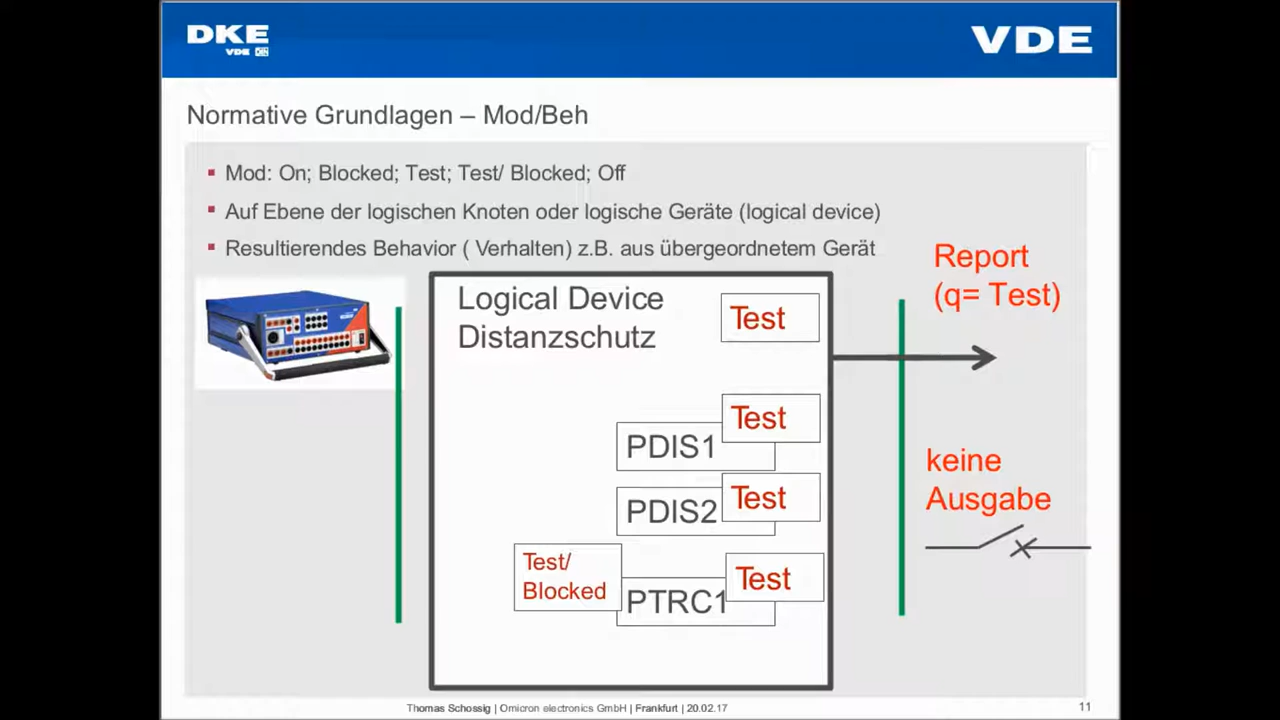 DKE
VDE DIN
VDE
Normative Grundlagen – Mod/Beh
Mod: On; Blocked; Test; Test/ Blocked; Off
Auf Ebene der logischen Knoten oder logische Geräte (logical device)
Resultierendes Behavior ( Verhalten) z.B. aus übergeordnetem Gerät
Report
(q= Test)
Logical Device
Distanzschutz
Test
Test
PDIS1
keine
Ausgabe
Test
PDIS2
Test/
Blocked
Test
PTRC1
Thomas Schossig | Omicron electronics GmbH | Frankfurt | 20.02.17
11